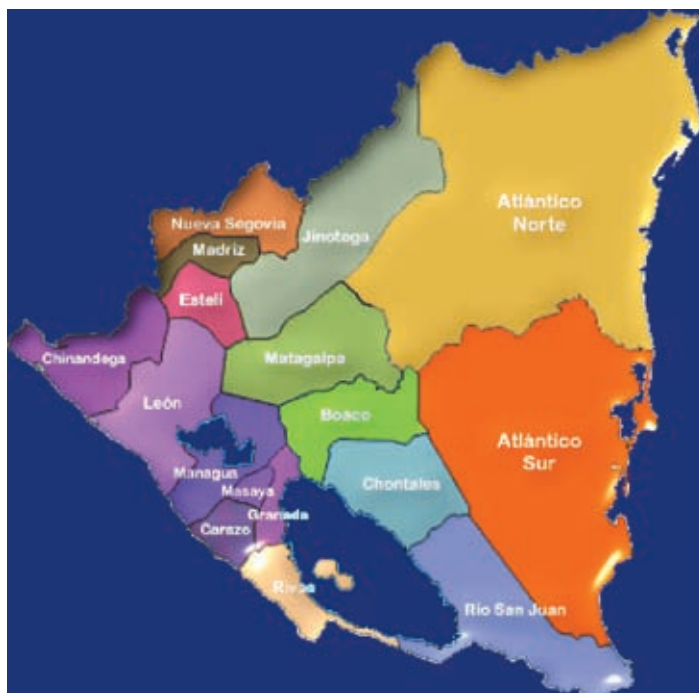 Atlántico
Norte
Nueva Segovia
Jinotega
Madriz
Estelí
Chinandega
Matagalpa
León
Boaco
Atlántico
Sur
Managua
Chontales
Masaya
Granada
Carazo
Rivas
Río San Juan